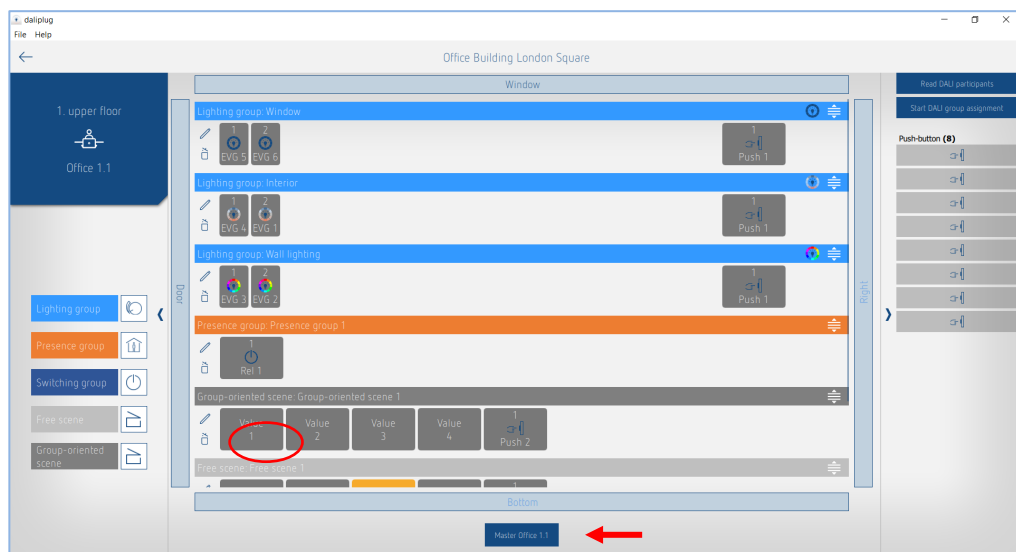 daliplug
File Help
Office Building London Square
1. upper floor
Office 1.1
Lighting group
Presence group
Switching group
Free scene
Group-oriented
scene
Window
Door
Lighting group: Window
1 2 1
EVG 5 EVG 6 Push 1
Lighting group: Interior
1 2 1
EVG 4 EVG 1 Push 1
Lighting group: Wall lighting
1 2 1
EVG 3 EVG 2 Push 1
Presence group: Presence group 1
1
Rel 1
Group-oriented scene: Group-oriented scene 1
Value Value Value Value 1
1 2 3 4 Push 2
Free scene: Free scene 1
1
Bottom
Master Office 1.1
Right
Read DALI participants
Start DALI group assignment
Push-button (8)